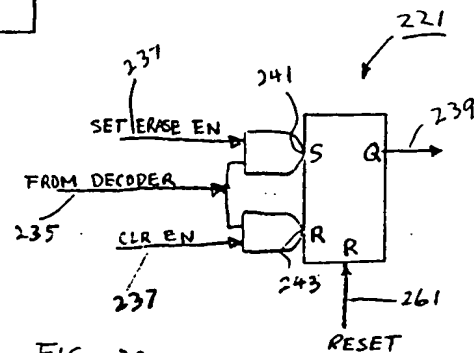 221
237
241
239
SET ERASE EN
S
Q
FROM DECODER
235
CLR EN
R
R
237
243
261
RESET